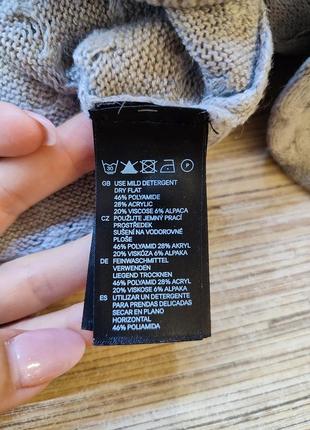 30 P
GB USE MILD DETERGENT
DRY FLAT
46% POLYAMIDE
28% ACRYLIC
20% VISCOSE 6% ALPACA
CZ POUŽIJTE JEMNÝ PRACÍ
PROSTŘEDEK
SUŠENÍ NA VODOROVNÉ
PLOŠE
46% POLYAMID 28% AKRYL
20% VISKÓZA 6% ALPAKA
DE FEINWASCHMITTEL
VERWENDEN
LIEGEND TROCKNEN
46% POLYAMID 28% ACRYL
20% VISKOSE 6% ALPAKA
ES UTILIZAR UN DETERGENTE
PARA PRENDAS DELICADAS
SECAR EN PLANO
HORIZONTAL
46% POLIAMIDA